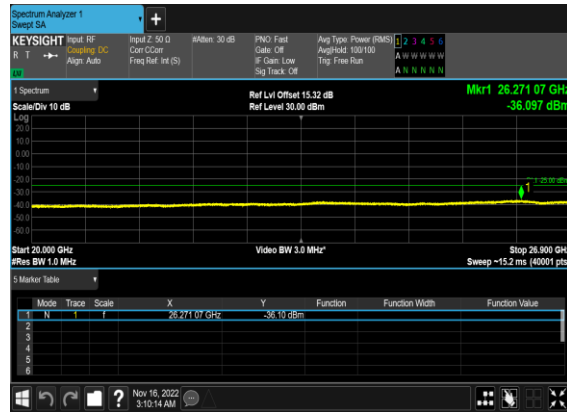 Spectrum Analyzer 1
Swept SA
+
KEYSIGHT Input: RF Input Z: 50 Ω #Atten: 30 dB PNO: Fast Avg Type: Power (RMS) 1 2 3 4 5 6
R T Coupling: DC Corr CCorr Gate: Off Avg|Hold: 100/100 A W W W W W
Align: Auto Freq Ref: Int (S) IF Gain: Low Trig: Free Run
Sig Track: Off A N N N N N
1 Spectrum
Ref Lvl Offset 15.32 dB Mkr1 26.271 07 GHz
Scale/Div 10 dB Ref Level 30.00 dBm -36.097 dBm
Log
20.0
10.0
0.00
-10.0
-20.0
-25.00 dBm
1
-30.0
-40.0
-50.0
-60.0
Start 20.000 GHz Video BW 3.0 MHz* Stop 26.900 GHz
#Res BW 1.0 MHz Sweep ~15.2 ms (40001 pts)
5 Marker Table
Mode Trace Scale X Y Function Function Width Function Value
1 N 1 f 26.271 07 GHz -36.10 dBm
2
3
4
5
6
? Nov 16, 2022
3:10:14 AM